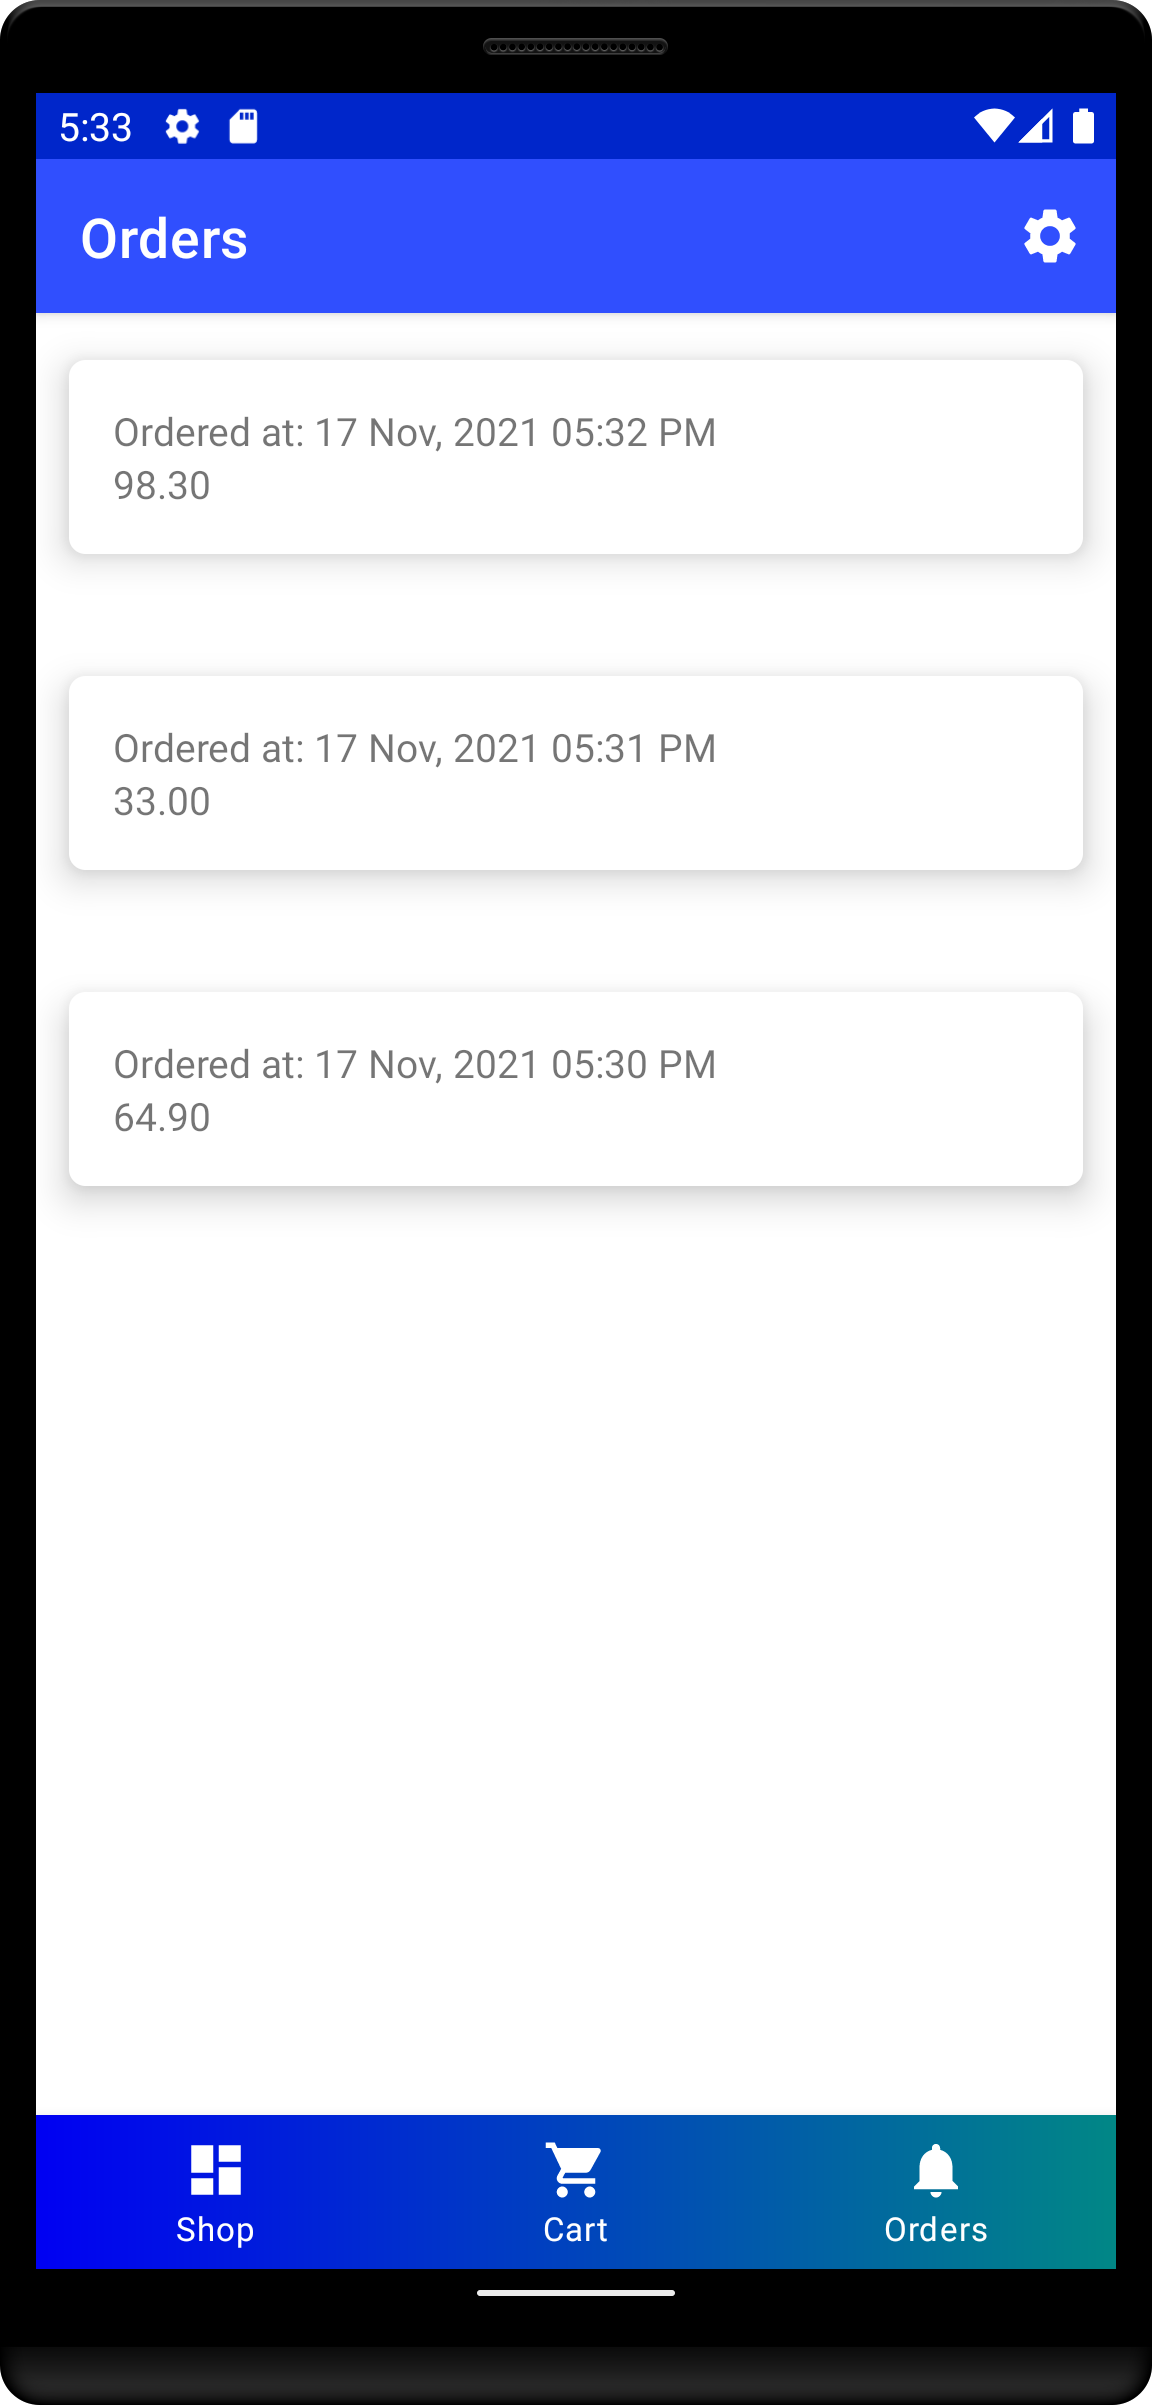 5:33
Orders
Ordered at: 17 Nov, 2021 05:32 PM
98.30
Ordered at: 17 Nov, 2021 05:31 PM
33.00
Ordered at: 17 Nov, 2021 05:30 PM
64.90
Shop
Cart
Orders